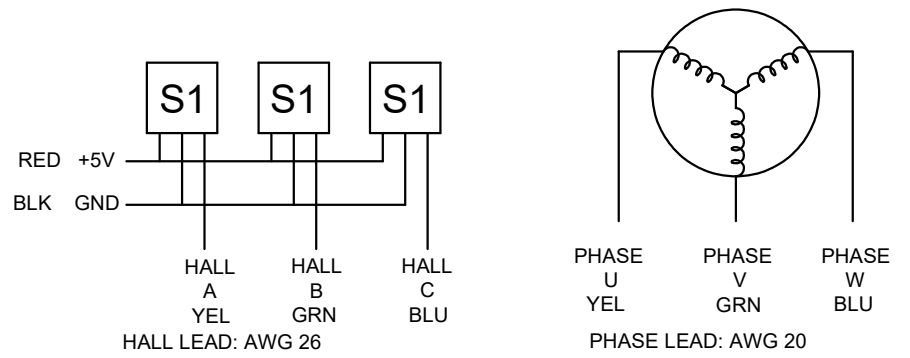 S1 S1 S1
RED +5V
BLK GND
HALL
A
YEL
HALL
B
GRN
HALL
C
BLU
HALL LEAD: AWG 26
PHASE
U
YEL
PHASE
V
GRN
PHASE
W
BLU
PHASE LEAD: AWG 20